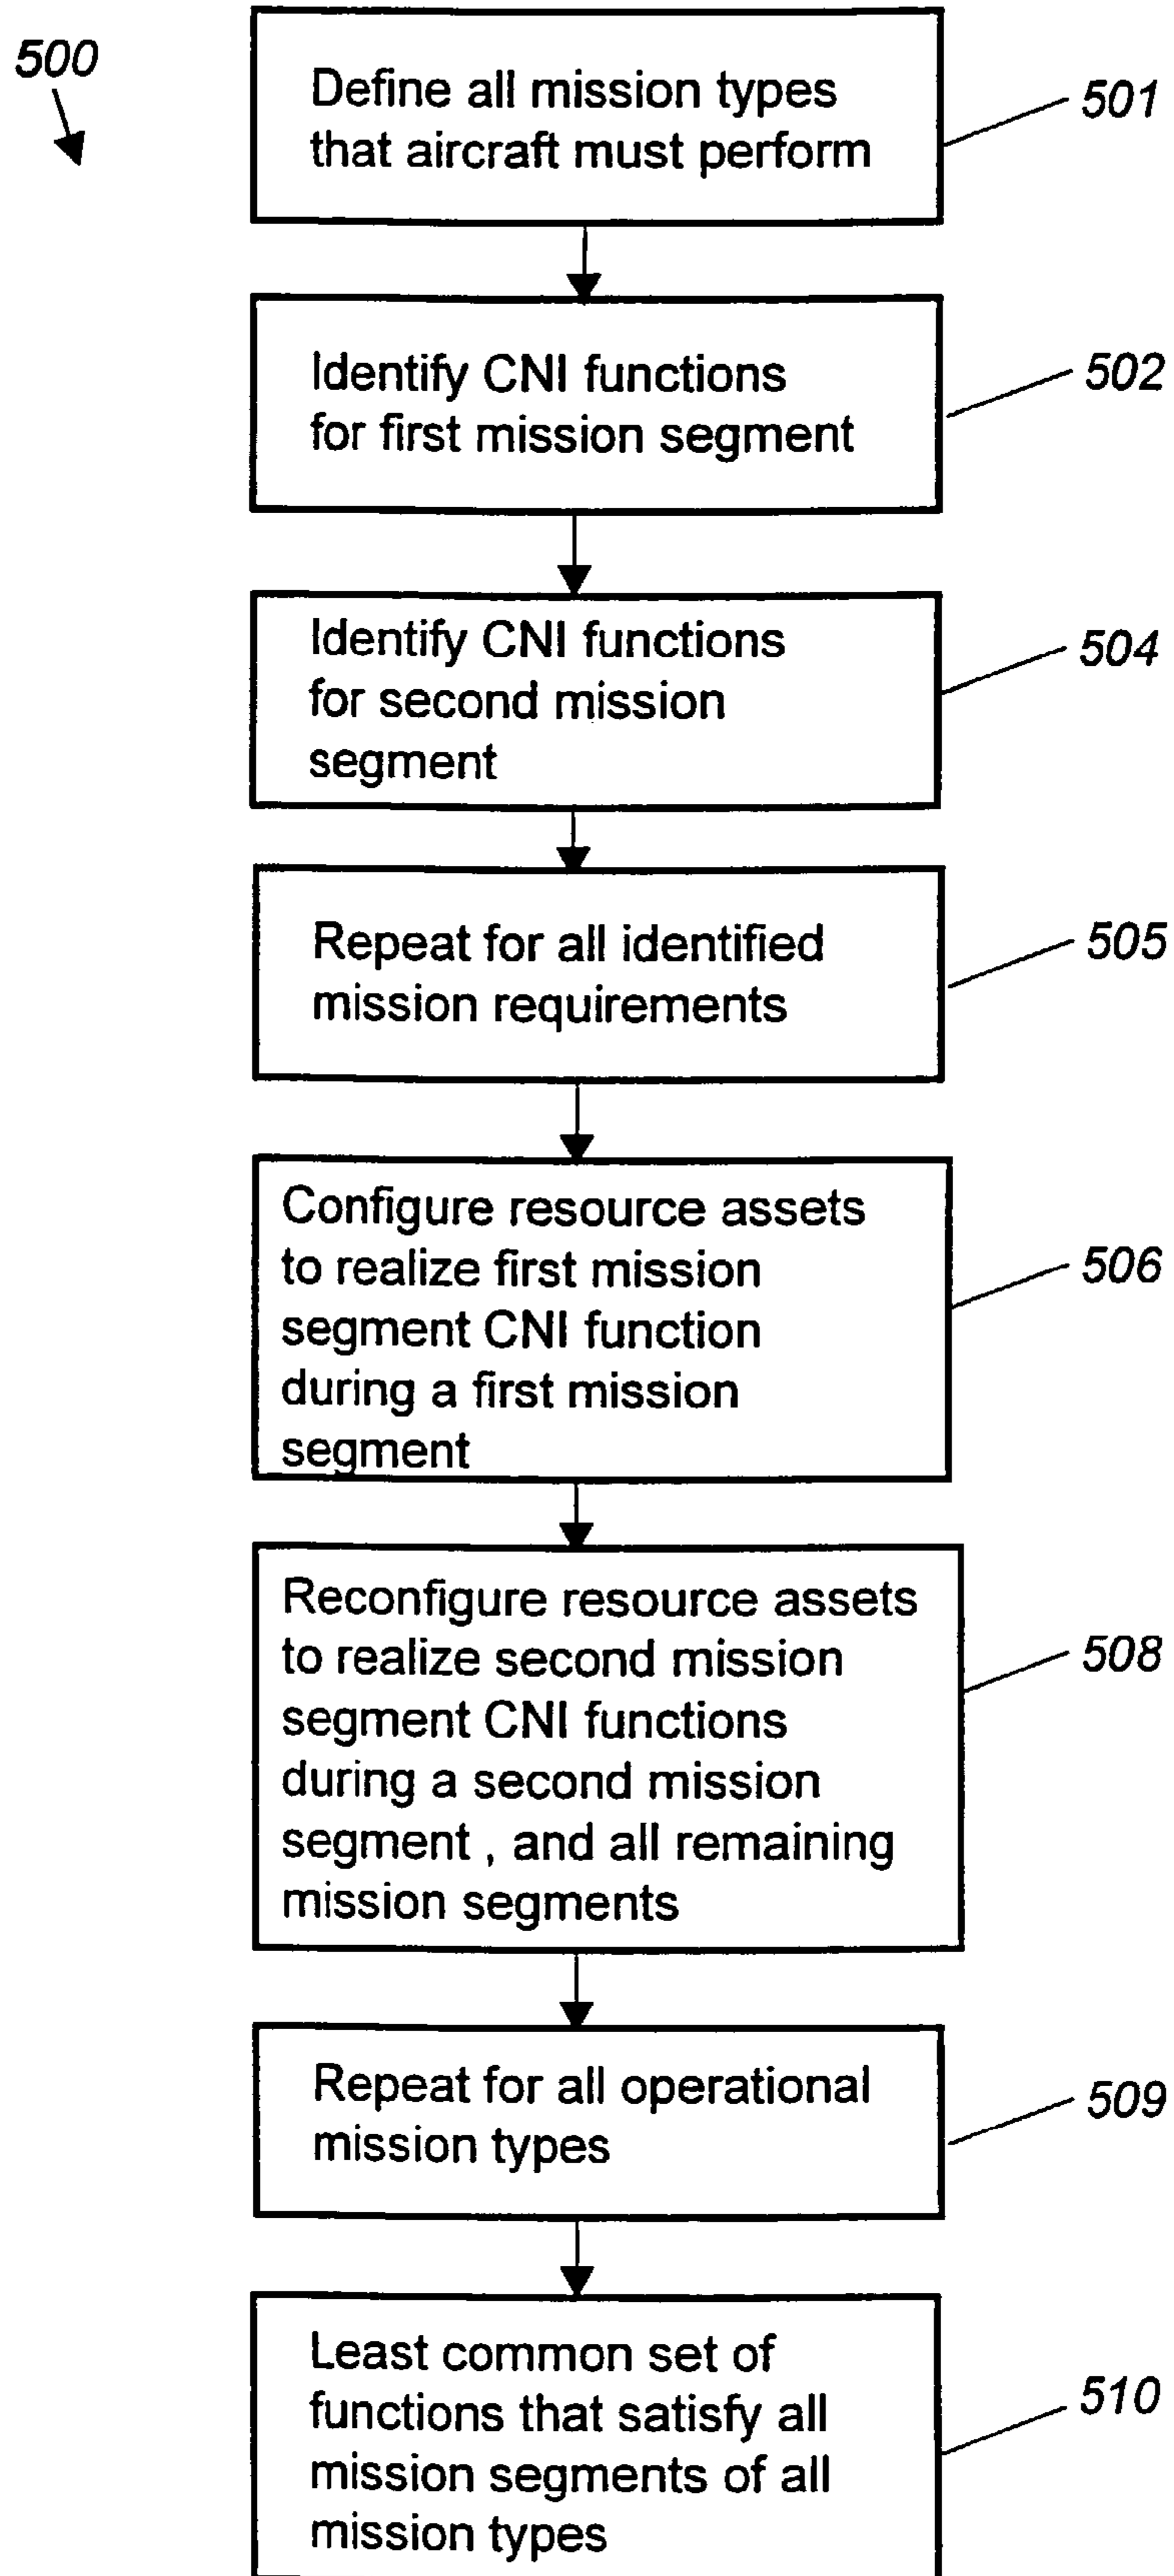 500
Define all mission types
that aircraft must perform
501
Identify CNI functions
for first mission segment
502
Identify CNI functions
for second mission
segment
504
Repeat for all identified
mission requirements
505
Configure resource assets
to realize first mission
segment CNI function
during a first mission
segment
506
Reconfigure resource assets
to realize second mission
segment CNI functions
during a second mission
segment , and all remaining
mission segments
508
Repeat for all operational
mission types
509
Least common set of
functions that satisfy all
mission segments of all
mission types
510